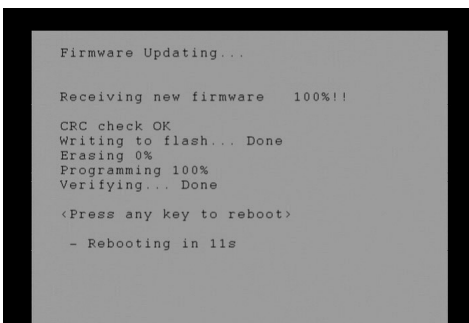 Firmware Updating...
Receiving new firmware 100%!!
CRC check OK
Writing to flash... Done
Erasing 0%
Programming 100%
Verifying... Done
<Press any key to reboot>
- Rebooting in 11s